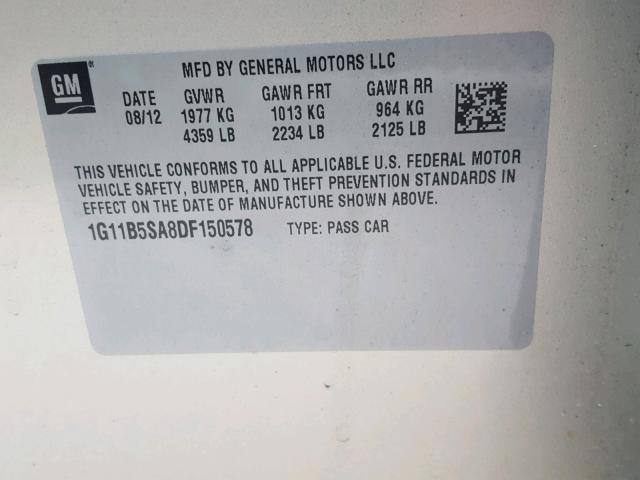 GM®
MFD BY GENERAL MOTORS LLC
DATE GVWR GAWR FRT GAWR RR
08/12 1977 KG 1013 KG 964 KG
4359 LB 2234 LB 2125 LB
THIS VEHICLE CONFORMS TO ALL APPLICABLE U.S. FEDERAL MOTOR
VEHICLE SAFETY, BUMPER, AND THEFT PREVENTION STANDARDS IN
EFFECT ON THE DATE OF MANUFACTURE SHOWN ABOVE.
1G11B5SA8DF150578 TYPE: PASS CAR